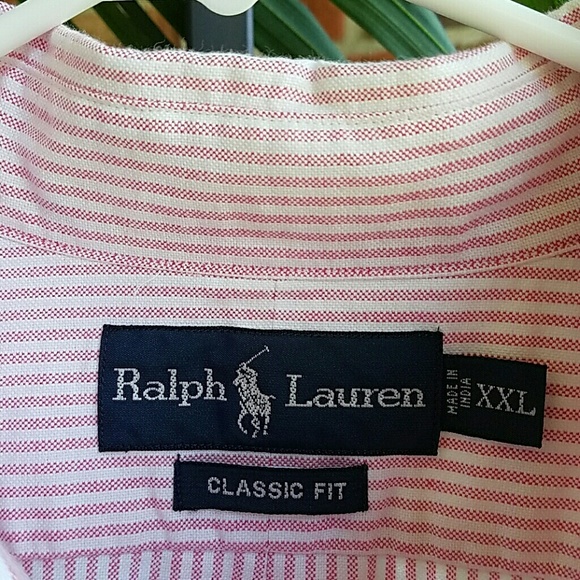 Ralph Lauren
MADE IN
INDIA
XXL
CLASSIC FIT